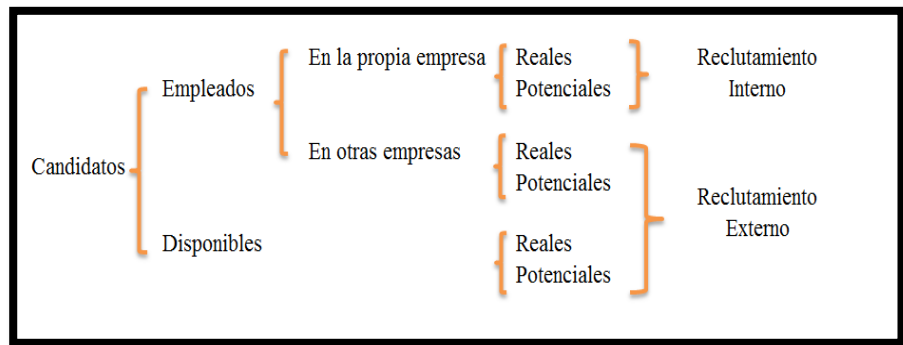 En la propia empresa
Reales
Potenciales
Reclutamiento
Interno
Empleados
En otras empresas
Reales
Potenciales
Candidatos
Reclutamiento
Externo
Disponibles
Reales
Potenciales